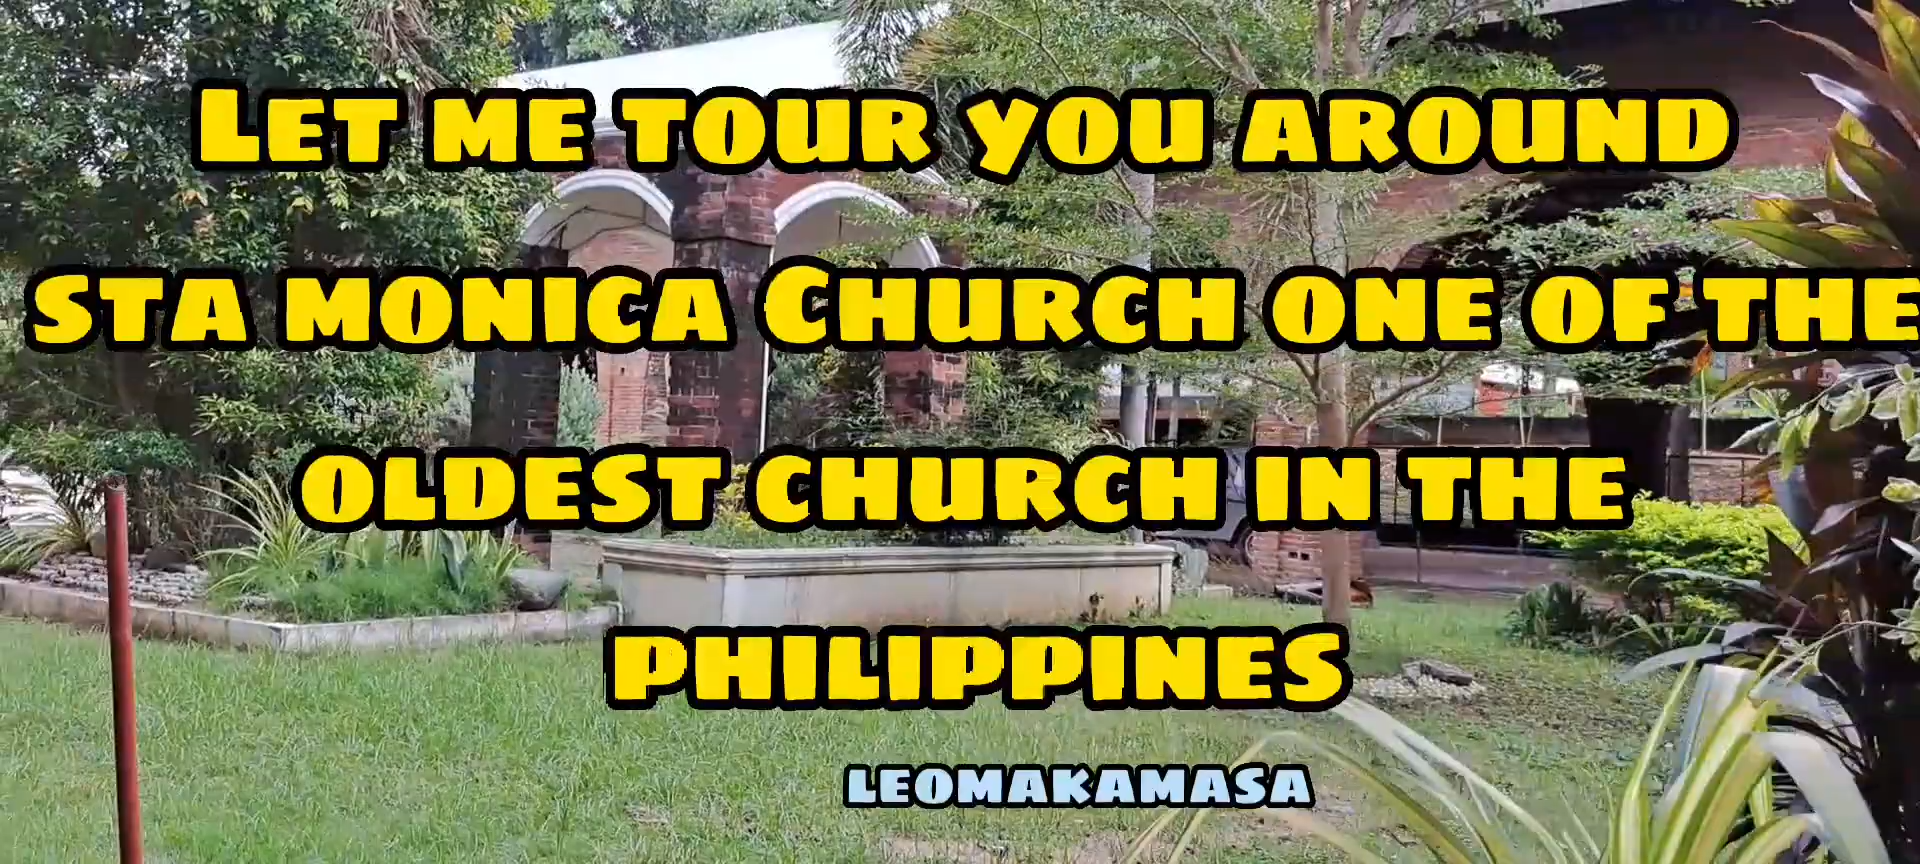 Let me tour you around
sta monica Church one of the
oldest church in the
philippines
leomakamasa